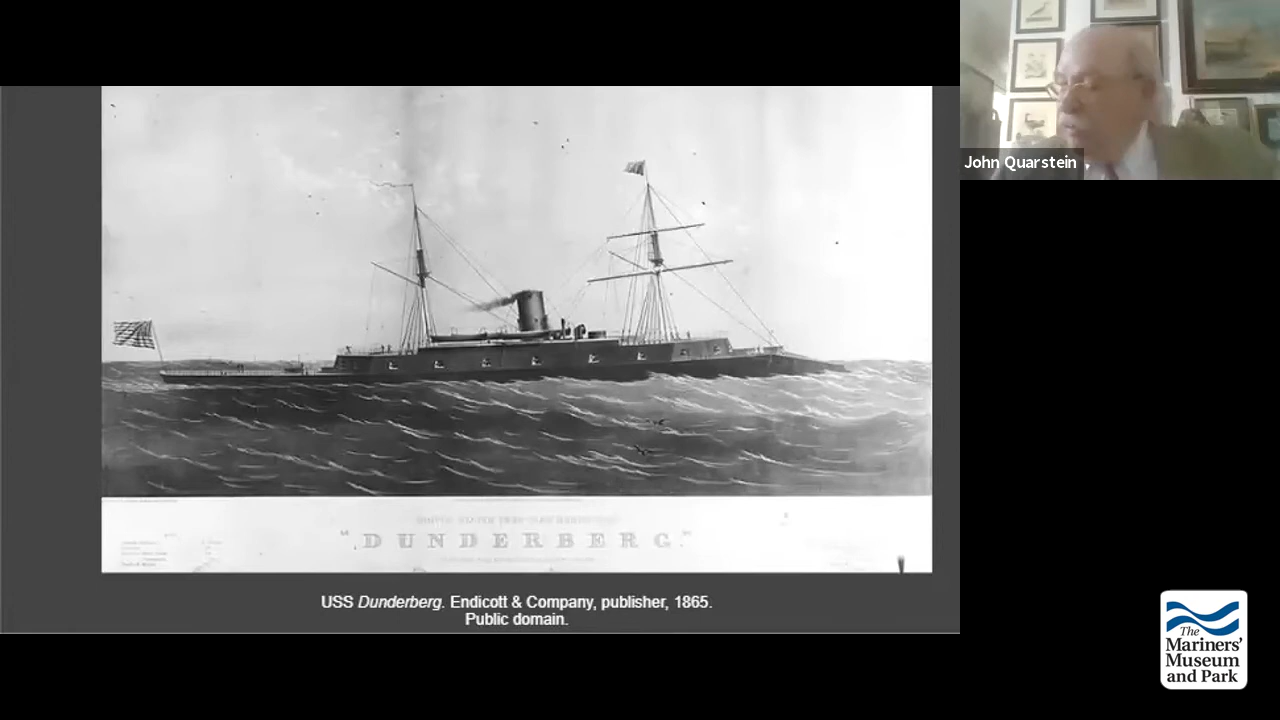 John Quarstein
"DUNDERBERG."
USS Dunderberg. Endicott & Company, publisher, 1865.
Public domain.
The
Mariners'
Museum
and Park